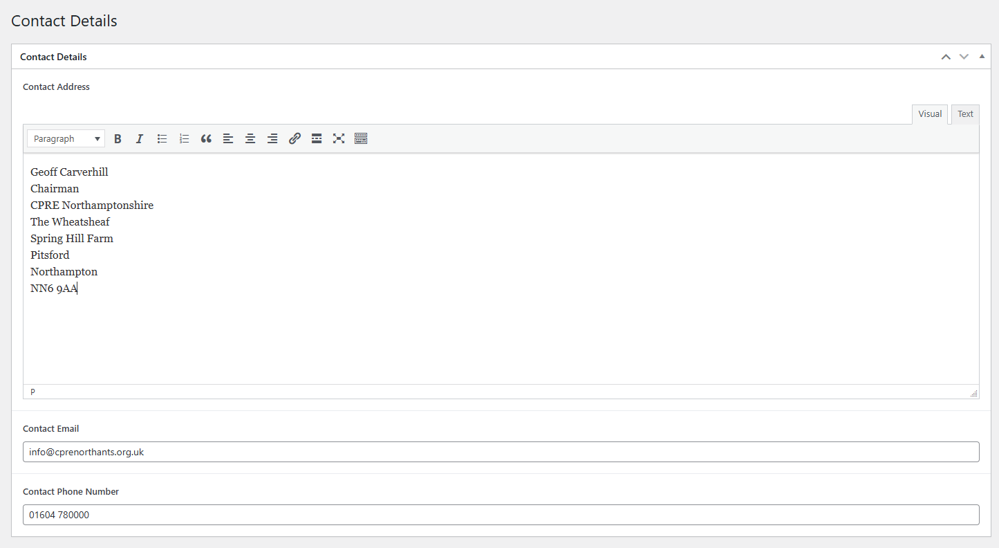 Contact Details
Contact Details
Contact Address
Visual Text
Paragraph
Geoff Carverhill
Chairman
CPRE Northamptonshire
The Wheatsheaf
Spring Hill Farm
Pitsford
Northampton
NN6 9AA
P
Contact Email
info@cprenorthants.org.uk
Contact Phone Number
01604 780000